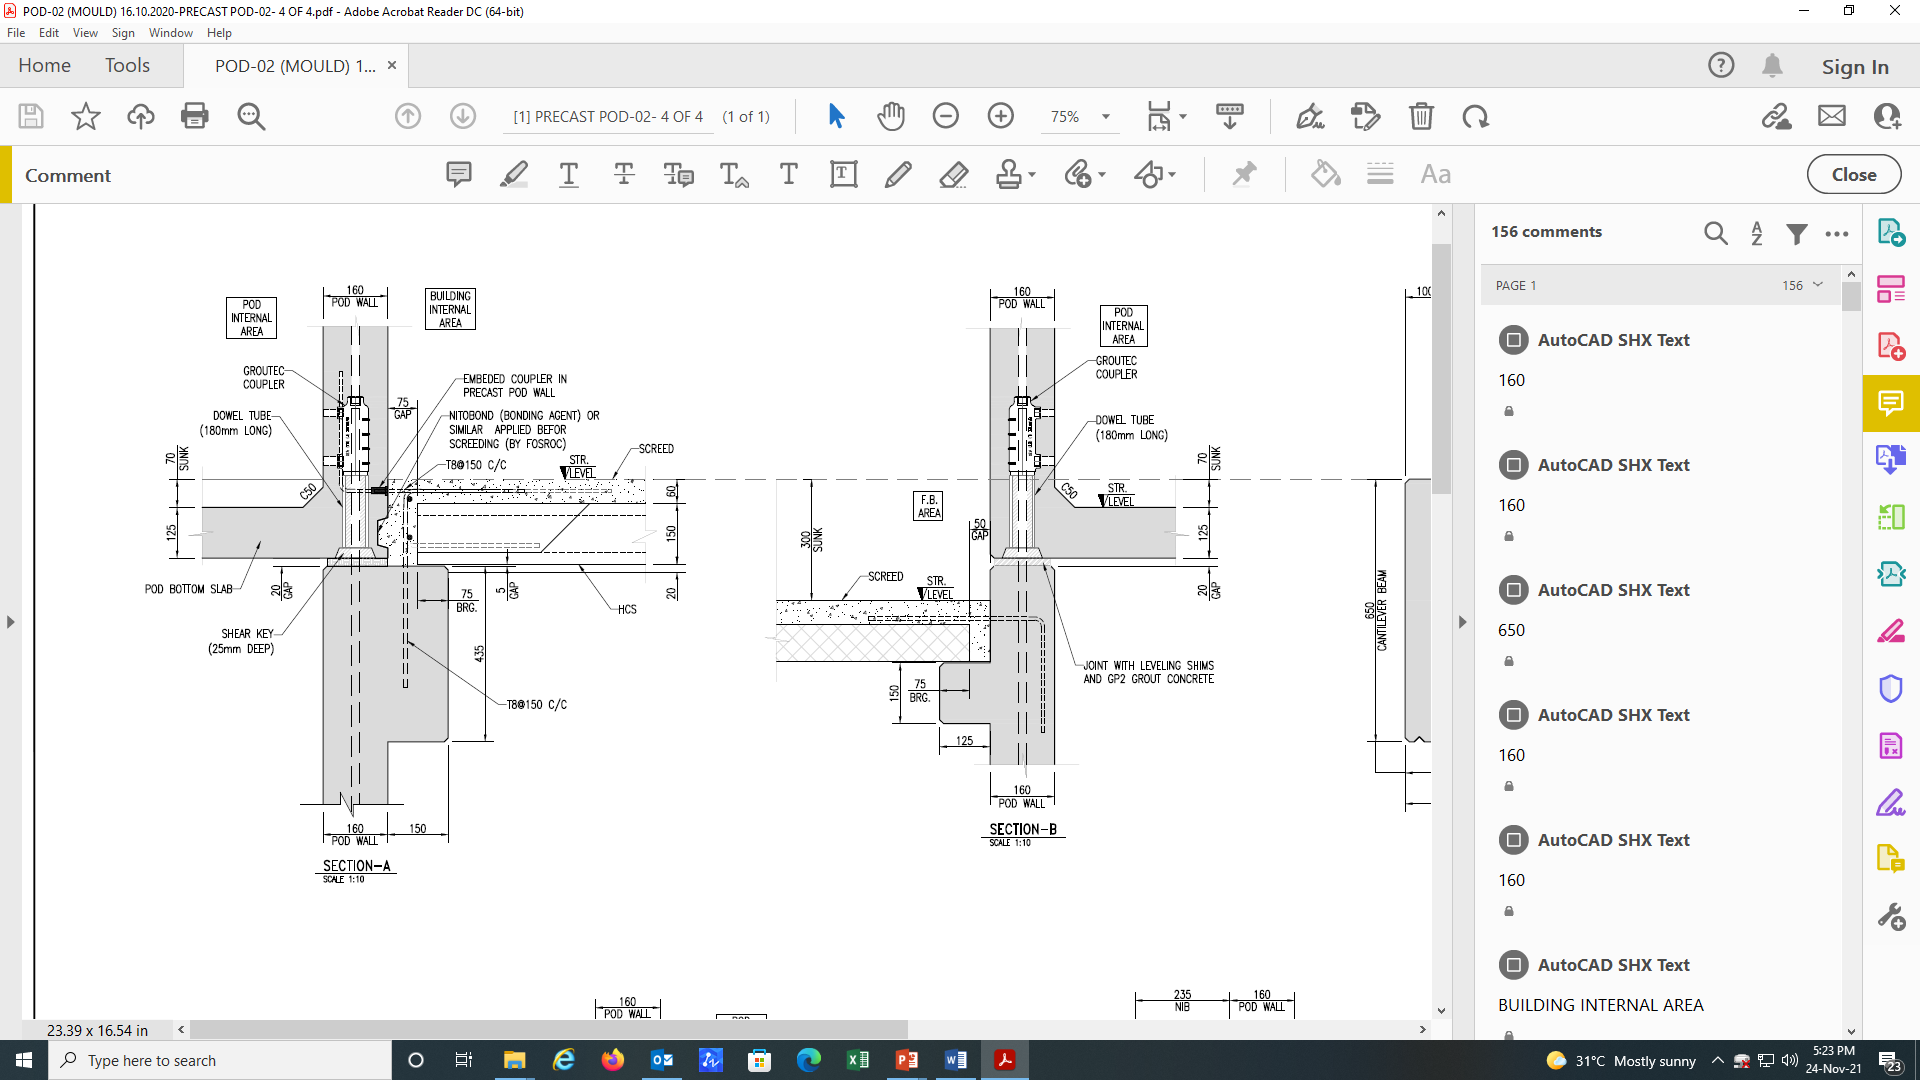 POD-02 (MOULD) 16.10.2020-PRECAST POD-02- 4 OF 4.pdf - Adobe Acrobat Reader DC (64-bit)
File Edit View Sign Window Help
Home Tools POD-02 (MOULD) 1... ×
Sign In
[1] PRECAST POD-02- 4 OF 4 (1 of 1)
75%
Comment
Close
160
POD WALL
POD
INTERNAL
AREA
BUILDING
INTERNAL
AREA
GROUTEC
COUPLER
EMBEDED COUPLER IN
PRECAST POD WALL
75
GAP
DOWEL TUBE
(180mm LONG)
NITOBOND (BONDING AGENT) OR
SIMILAR APPLIED BEFOR
SCREEDING (BY FOSROC)
SCREED
T8@150 C/C
STR.
LEVEL
70
SUNK
C50
60
125
150
POD BOTTOM SLAB
20
GAP
5
GAP
75
BRG.
20
HCS
SHEAR KEY
(25mm DEEP)
435
T8@150 C/C
160
POD WALL
150
SECTION-A
SCALE 1:10
160
POD WALL
POD
INTERNAL
AREA
GROUTEC
COUPLER
DOWEL TUBE
(180mm LONG)
70
SUNK
C50
STR.
LEVEL
F.B.
AREA
50
GAP
300
SUNK
125
SCREED
STR.
LEVEL
20
GAP
JOINT WITH LEVELING SHIMS
AND GP2 GROUT CONCRETE
150
75
BRG.
125
160
POD WALL
SECTION-B
SCALE 1:10
100
650
CANTILEVER BEAM
160
POD WALL
235
NIB
160
POD WALL
23.39 x 16.54 in
156 comments
PAGE 1 156
AutoCAD SHX Text
160
AutoCAD SHX Text
160
AutoCAD SHX Text
650
AutoCAD SHX Text
160
AutoCAD SHX Text
160
AutoCAD SHX Text
BUILDING INTERNAL AREA
Type here to search
31°C Mostly sunny
5:23 PM
24-Nov-21
23